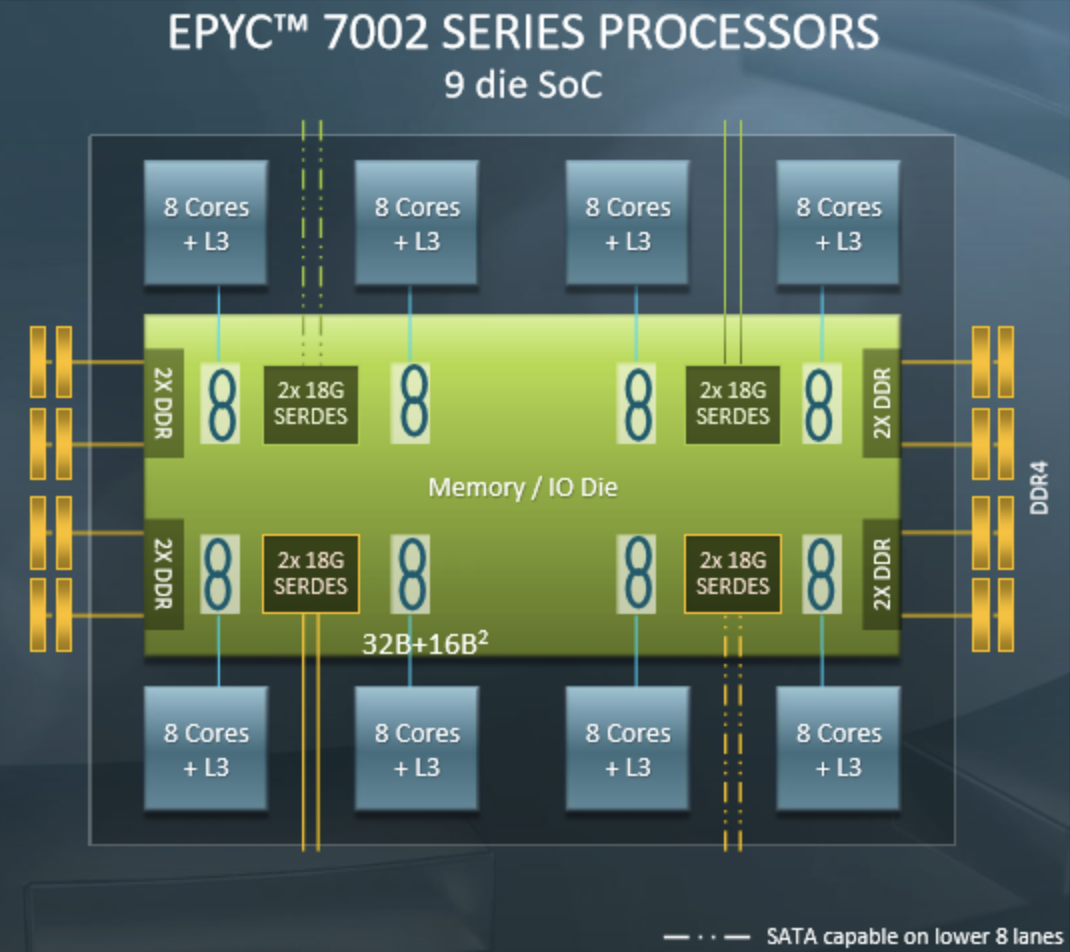 EPYC™ 7002 SERIES PROCESSORS
9 die SoC
8 Cores
+ L3
8 Cores
+ L3
8 Cores
+ L3
8 Cores
+ L3
2X DDR
2x 18G
SERDES
2x 18G
SERDES
2X DDR
Memory / IO Die
DDR4
2X DDR
2x 18G
SERDES
2x 18G
SERDES
2X DDR
32B+16B²
8 Cores
+ L3
8 Cores
+ L3
8 Cores
+ L3
8 Cores
+ L3
SATA capable on lower 8 lanes